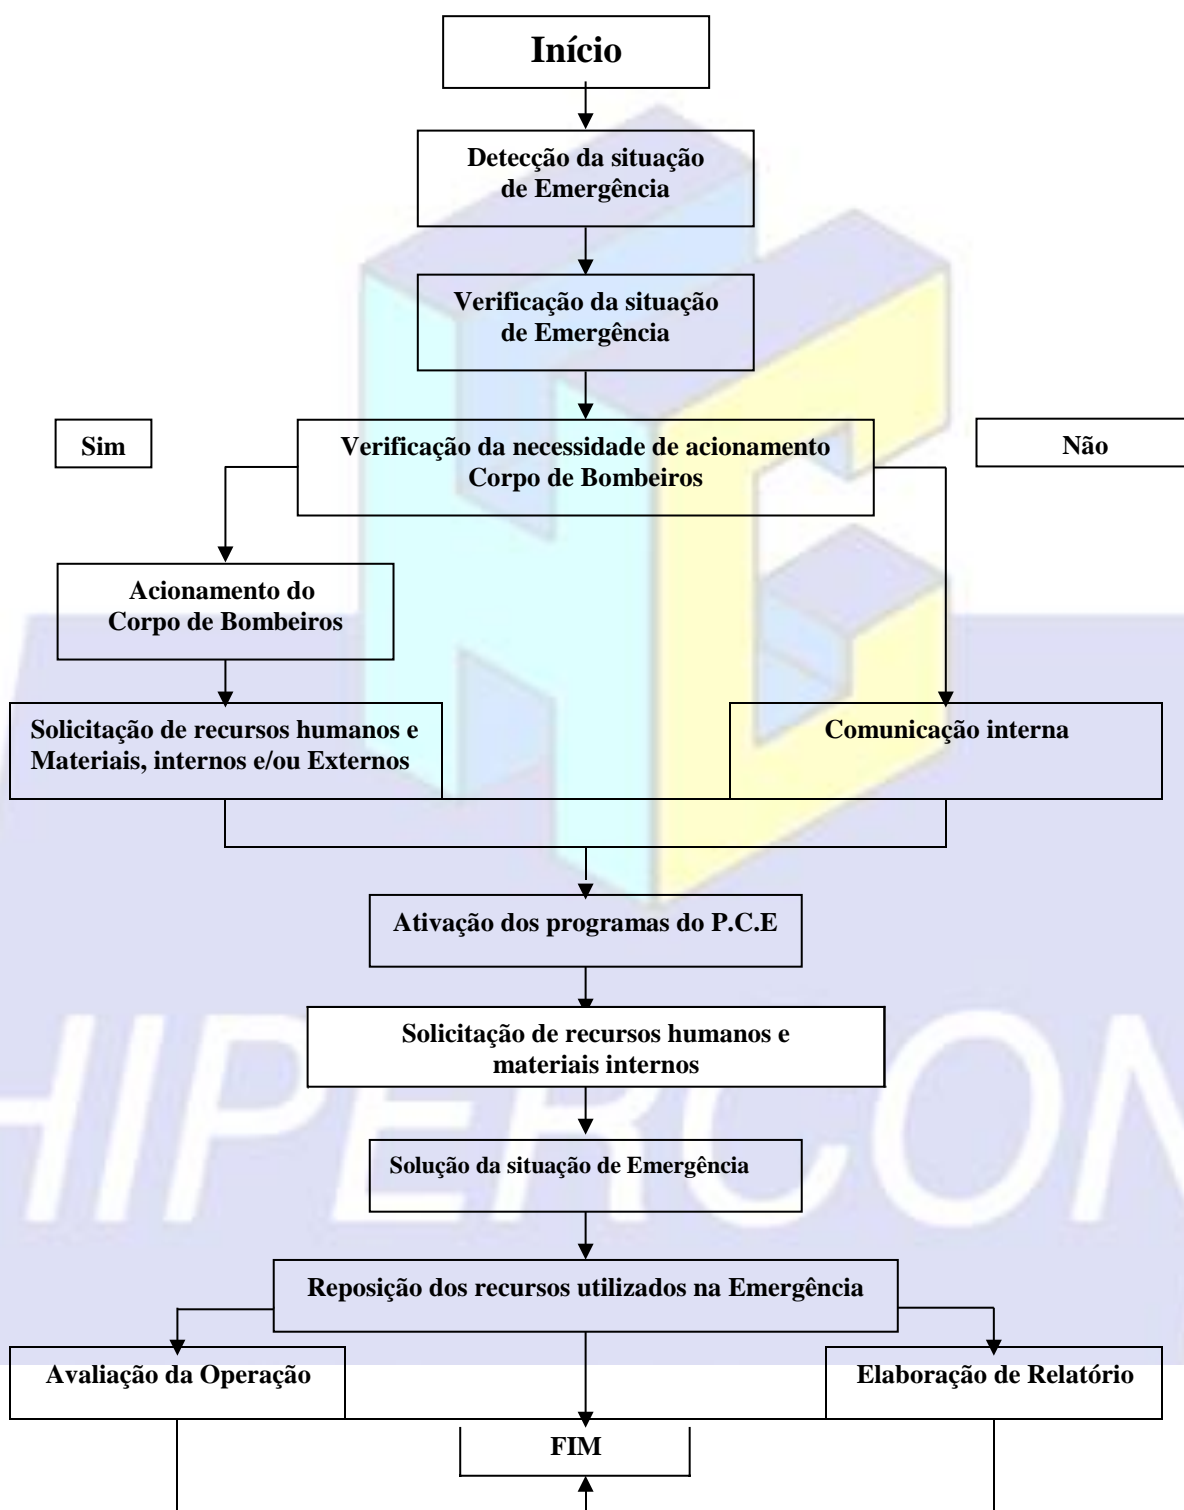 Início
Detecção da situação
de Emergência
Verificação da situação
de Emergência
Sim
Verificação da necessidade de acionamento
Corpo de Bombeiros
Não
Acionamento do
Corpo de Bombeiros
Solicitação de recursos humanos e
Materiais, internos e/ou Externos
Comunicação interna
Ativação dos programas do P.C.E
Solicitação de recursos humanos e
materiais internos
HIPERCON
Solução da situação de Emergência
Reposição dos recursos utilizados na Emergência
Avaliação da Operação
Elaboração de Relatório
FIM